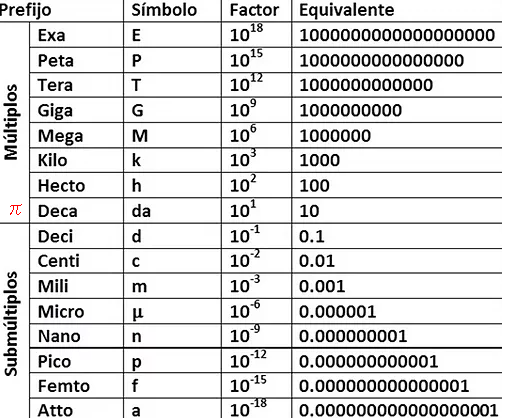 Prefijo Símbolo Factor Equivalente
Múltiplos
Exa E 10^18 1000000000000000000
Peta P 10^15 1000000000000000
Tera T 10^12 1000000000000
Giga G 10^9 1000000000
Mega M 10^6 1000000
Kilo k 10^3 1000
Hecto h 10^2 100
π Deca da 10^1 10
Submúltiplos
Deci d 10^-1 0.1
Centi c 10^-2 0.01
Mili m 10^-3 0.001
Micro μ 10^-6 0.000001
Nano n 10^-9 0.000000001
Pico p 10^-12 0.000000000001
Femto f 10^-15 0.000000000000001
Atto a 10^-18 0.000000000000000001